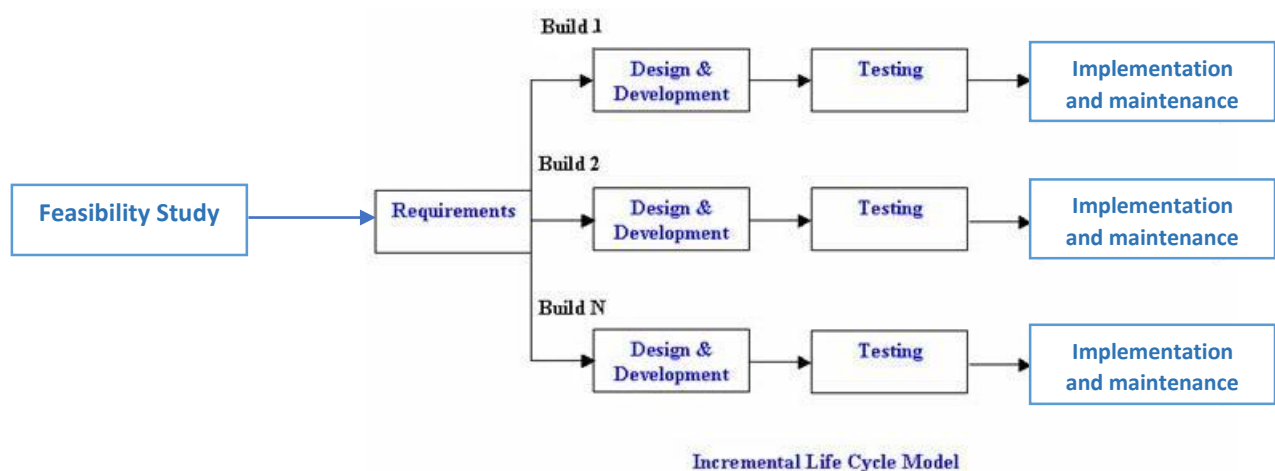 Build 1
Design &
Development
Testing
Implementation
and maintenance
Feasibility Study
Requirements
Build 2
Design &
Development
Testing
Implementation
and maintenance
Build N
Design &
Development
Testing
Implementation
and maintenance
Incremental Life Cycle Model